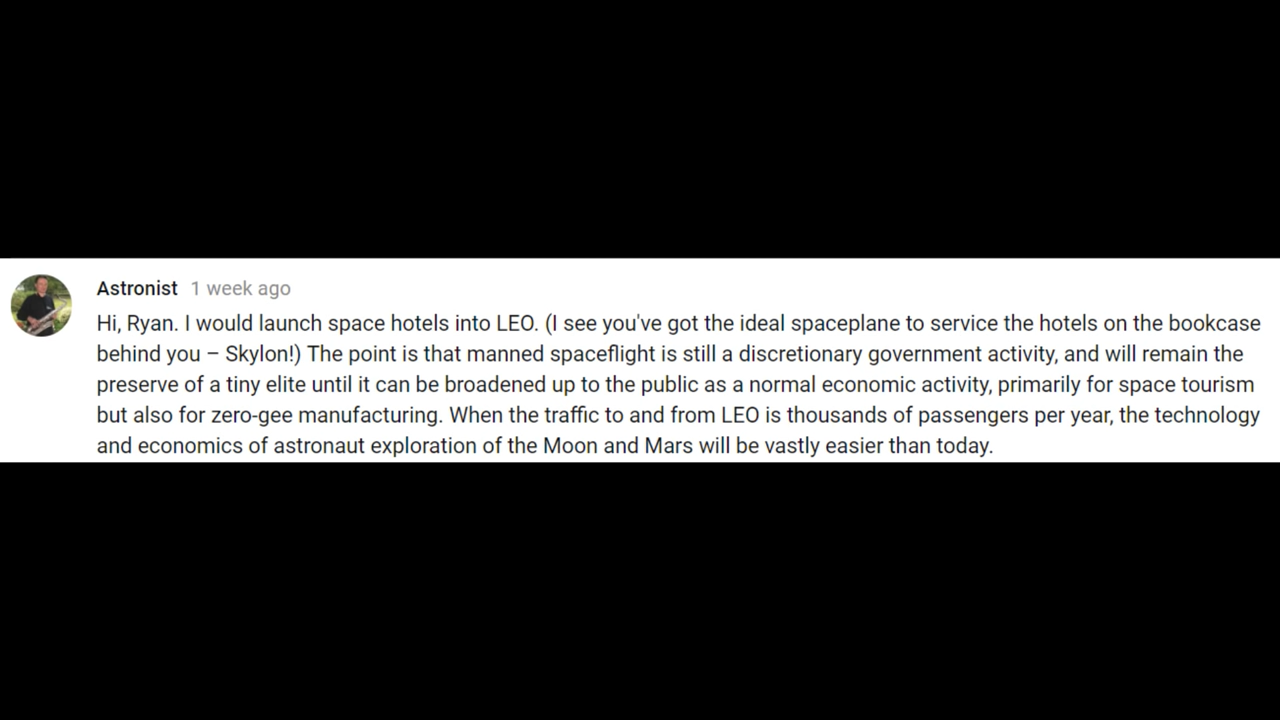 Astronist 1 week ago
Hi, Ryan. I would launch space hotels into LEO. (I see you've got the ideal spaceplane to service the hotels on the bookcase
behind you – Skylon!) The point is that manned spaceflight is still a discretionary government activity, and will remain the
preserve of a tiny elite until it can be broadened up to the public as a normal economic activity, primarily for space tourism
but also for zero-gee manufacturing. When the traffic to and from LEO is thousands of passengers per year, the technology
and economics of astronaut exploration of the Moon and Mars will be vastly easier than today.